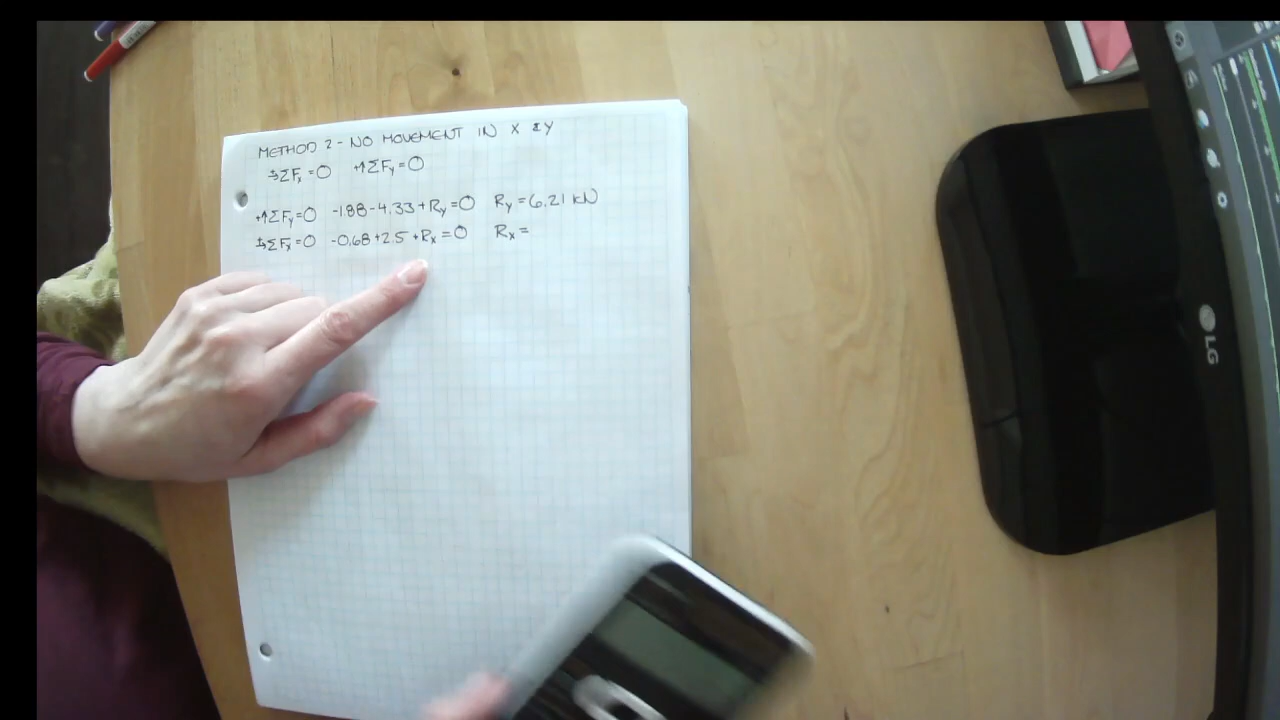 METHOD 2 - NO MOVEMENT IN X & Y
+→ΣFx=0 +↑ΣFy=0
+↑ΣFy=0 -1.88-4.33+Ry=0 Ry=6.21 kN
+→ΣFx=0 -0.68+2.5+Rx=0 Rx=
LG